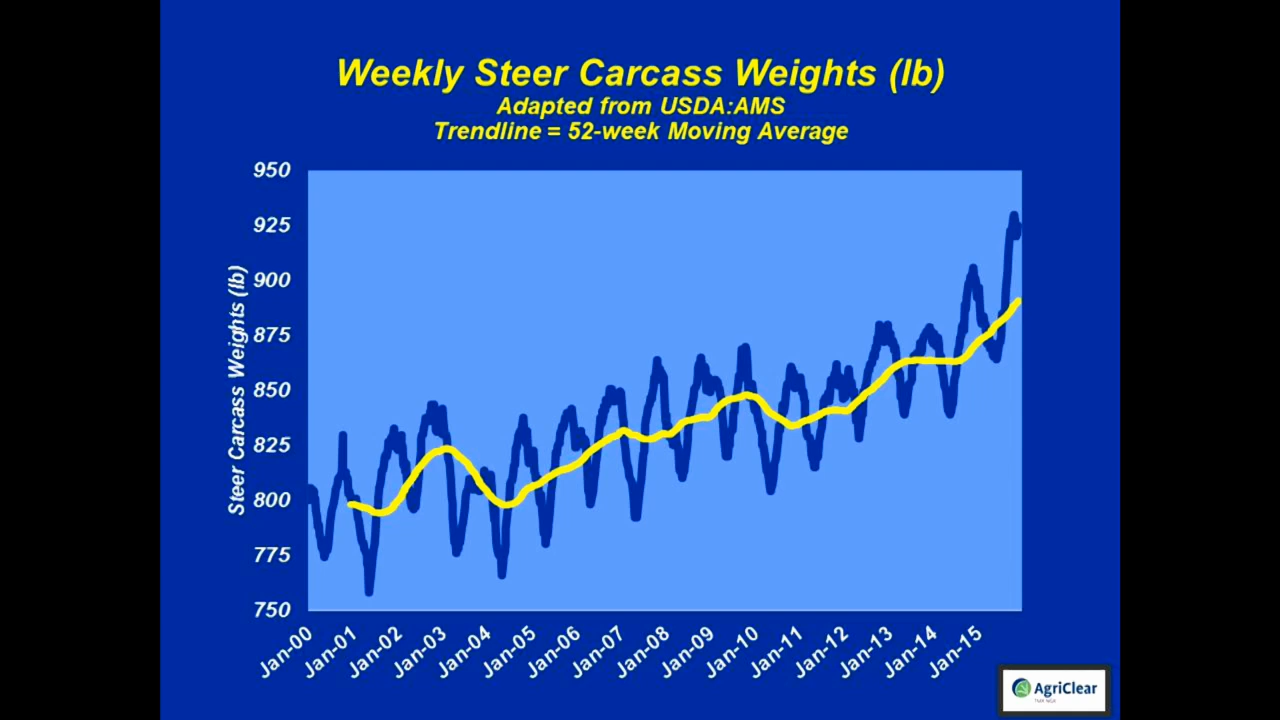 Weekly Steer Carcass Weights (lb)
Adapted from USDA:AMS
Trendline = 52-week Moving Average
Steer Carcass Weights (lb)
950
925
900
875
850
825
800
775
750
Jan-00
Jan-01
Jan-02
Jan-03
Jan-04
Jan-05
Jan-06
Jan-07
Jan-08
Jan-09
Jan-10
Jan-11
Jan-12
Jan-13
Jan-14
Jan-15
AgriClear